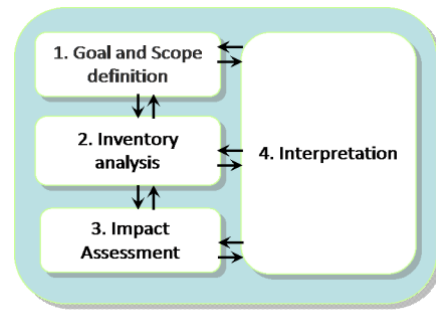 1. Goal and Scope
definition
2. Inventory
analysis
3. Impact
Assessment
4. Interpretation